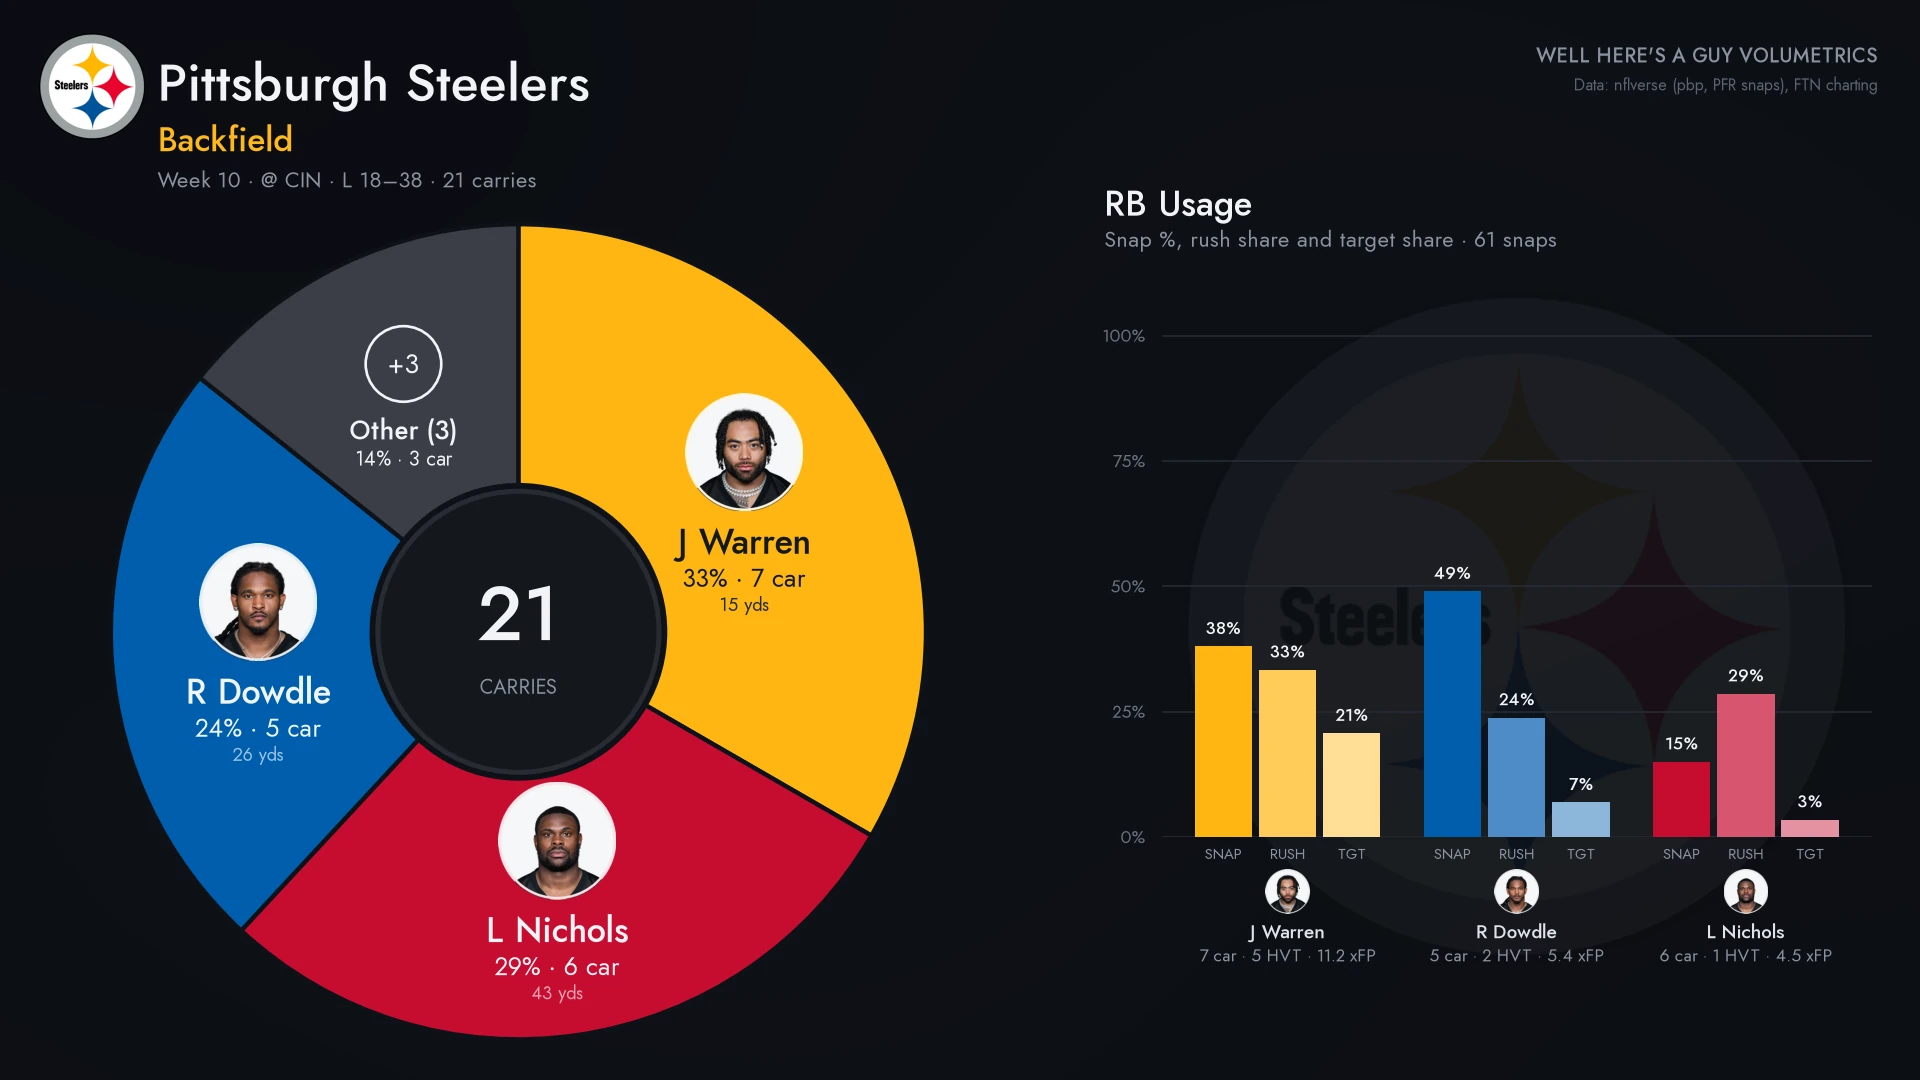 Steelers
Pittsburgh Steelers
Backfield
Week 10 · @ CIN · L 18–38 · 21 carries
WELL HERE'S A GUY VOLUMETRICS
Data: nflverse (pbp, PFR snaps), FTN charting
+3
Other (3)
14% · 3 car
J Warren
33% · 7 car
15 yds
R Dowdle
24% · 5 car
26 yds
21
CARRIES
L Nichols
29% · 6 car
43 yds
RB Usage
Snap %, rush share and target share · 61 snaps
100%
75%
50%
25%
0%
Steelers
38%
33%
21%
49%
24%
7%
15%
29%
3%
SNAP RUSH TGT SNAP RUSH TGT SNAP RUSH TGT
J Warren
7 car · 5 HVT · 11.2 xFP
R Dowdle
5 car · 2 HVT · 5.4 xFP
L Nichols
6 car · 1 HVT · 4.5 xFP